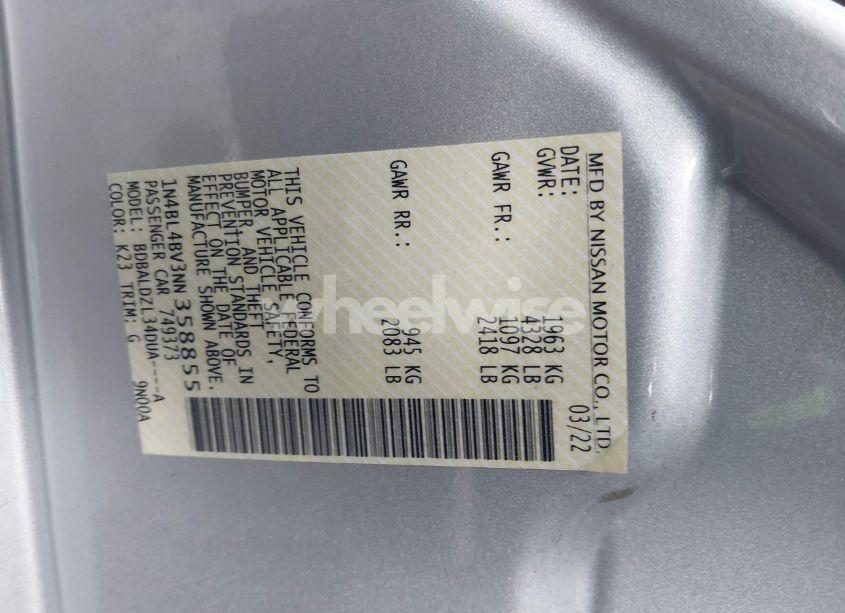 MFD BY NISSAN MOTOR CO., LTD.
DATE: 03/22
GVWR: 1963 KG
4328 LB
GAWR FR.: 1097 KG
2418 LB
GAWR RR.: 945 KG
2083 LB
THIS VEHICLE CONFORMS TO
ALL APPLICABLE FEDERAL
MOTOR VEHICLE SAFETY,
BUMPER, AND THEFT
PREVENTION STANDARDS IN
EFFECT ON THE DATE OF
MANUFACTURE SHOWN ABOVE.
1N4BL4BV3NN358855
PASSENGER CAR 749373
MODEL: BDBALDZL34DUA----A
COLOR: K23 TRIM: G 9N00A
wheelwise